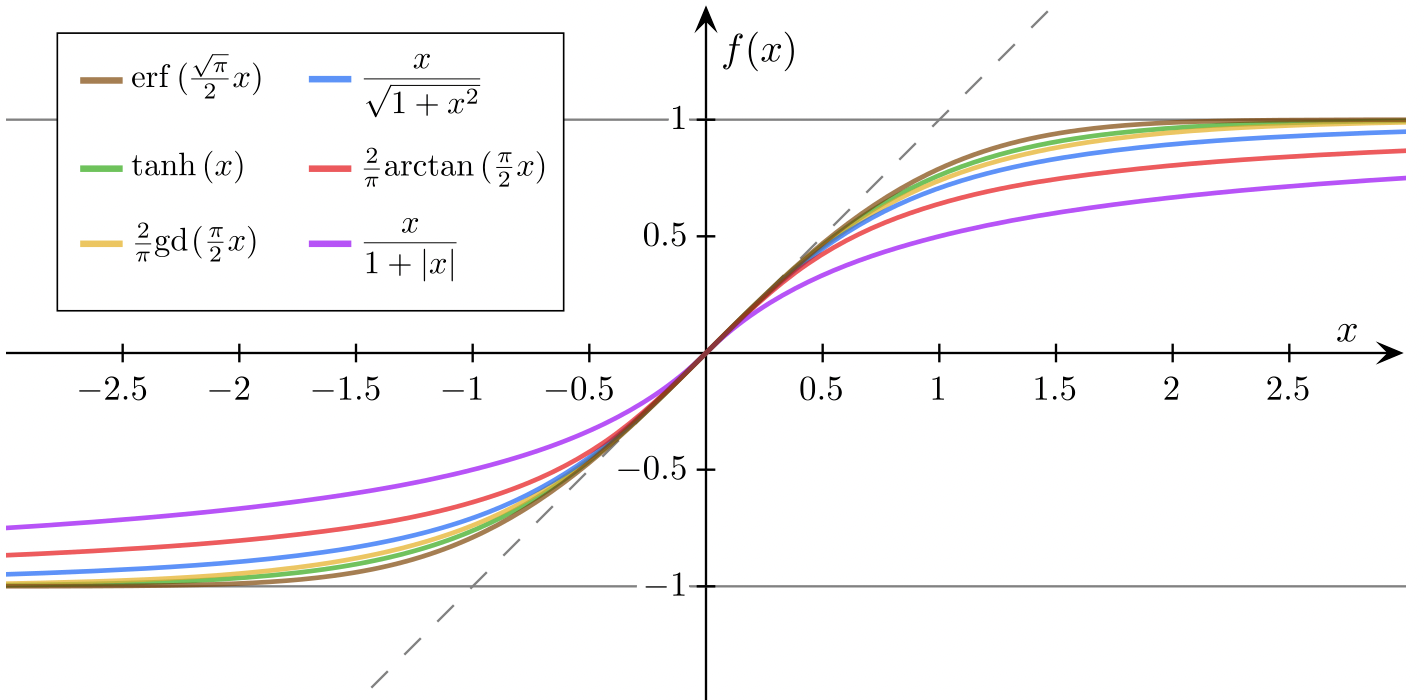 f(x)
erf (√π/2 x)
x/√(1 + x²)
1
tanh (x)
2/π arctan (π/2 x)
2/π gd (π/2 x)
x/(1 + |x|)
0.5
x
−2.5 −2 −1.5 −1 −0.5 0.5 1 1.5 2 2.5
−0.5
−1